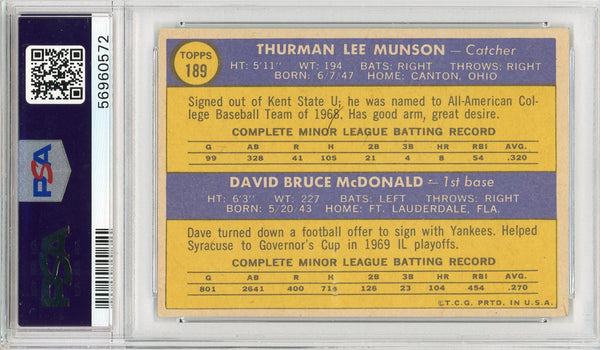 56960572
PSA
PSA
TOPPS
189
THURMAN LEE MUNSON — Catcher
HT: 5'11" WT: 194 BATS: RIGHT THROWS: RIGHT
BORN: 6/7/47 HOME: CANTON, OHIO
Signed out of Kent State U; he was named to All-American Col-
lege Baseball Team of 1968. Has good arm, great desire.
COMPLETE MINOR LEAGUE BATTING RECORD
G AB R H 2B 3B HR RBI AVG.
99 328 41 105 21 4 8 54 .320
DAVID BRUCE McDONALD – 1st base
HT: 6'3" WT: 227 BATS: LEFT THROWS: RIGHT
BORN: 5/20/43 HOME: FT. LAUDERDALE, FLA.
Dave turned down a football offer to sign with Yankees. Helped
Syracuse to Governor's Cup in 1969 IL playoffs.
COMPLETE MINOR LEAGUE BATTING RECORD
G AB R H 2B 3B HR RBI AVG.
801 2641 400 714 126 23 104 454 .270
©T.C.G. PRTD. IN U.S.A.